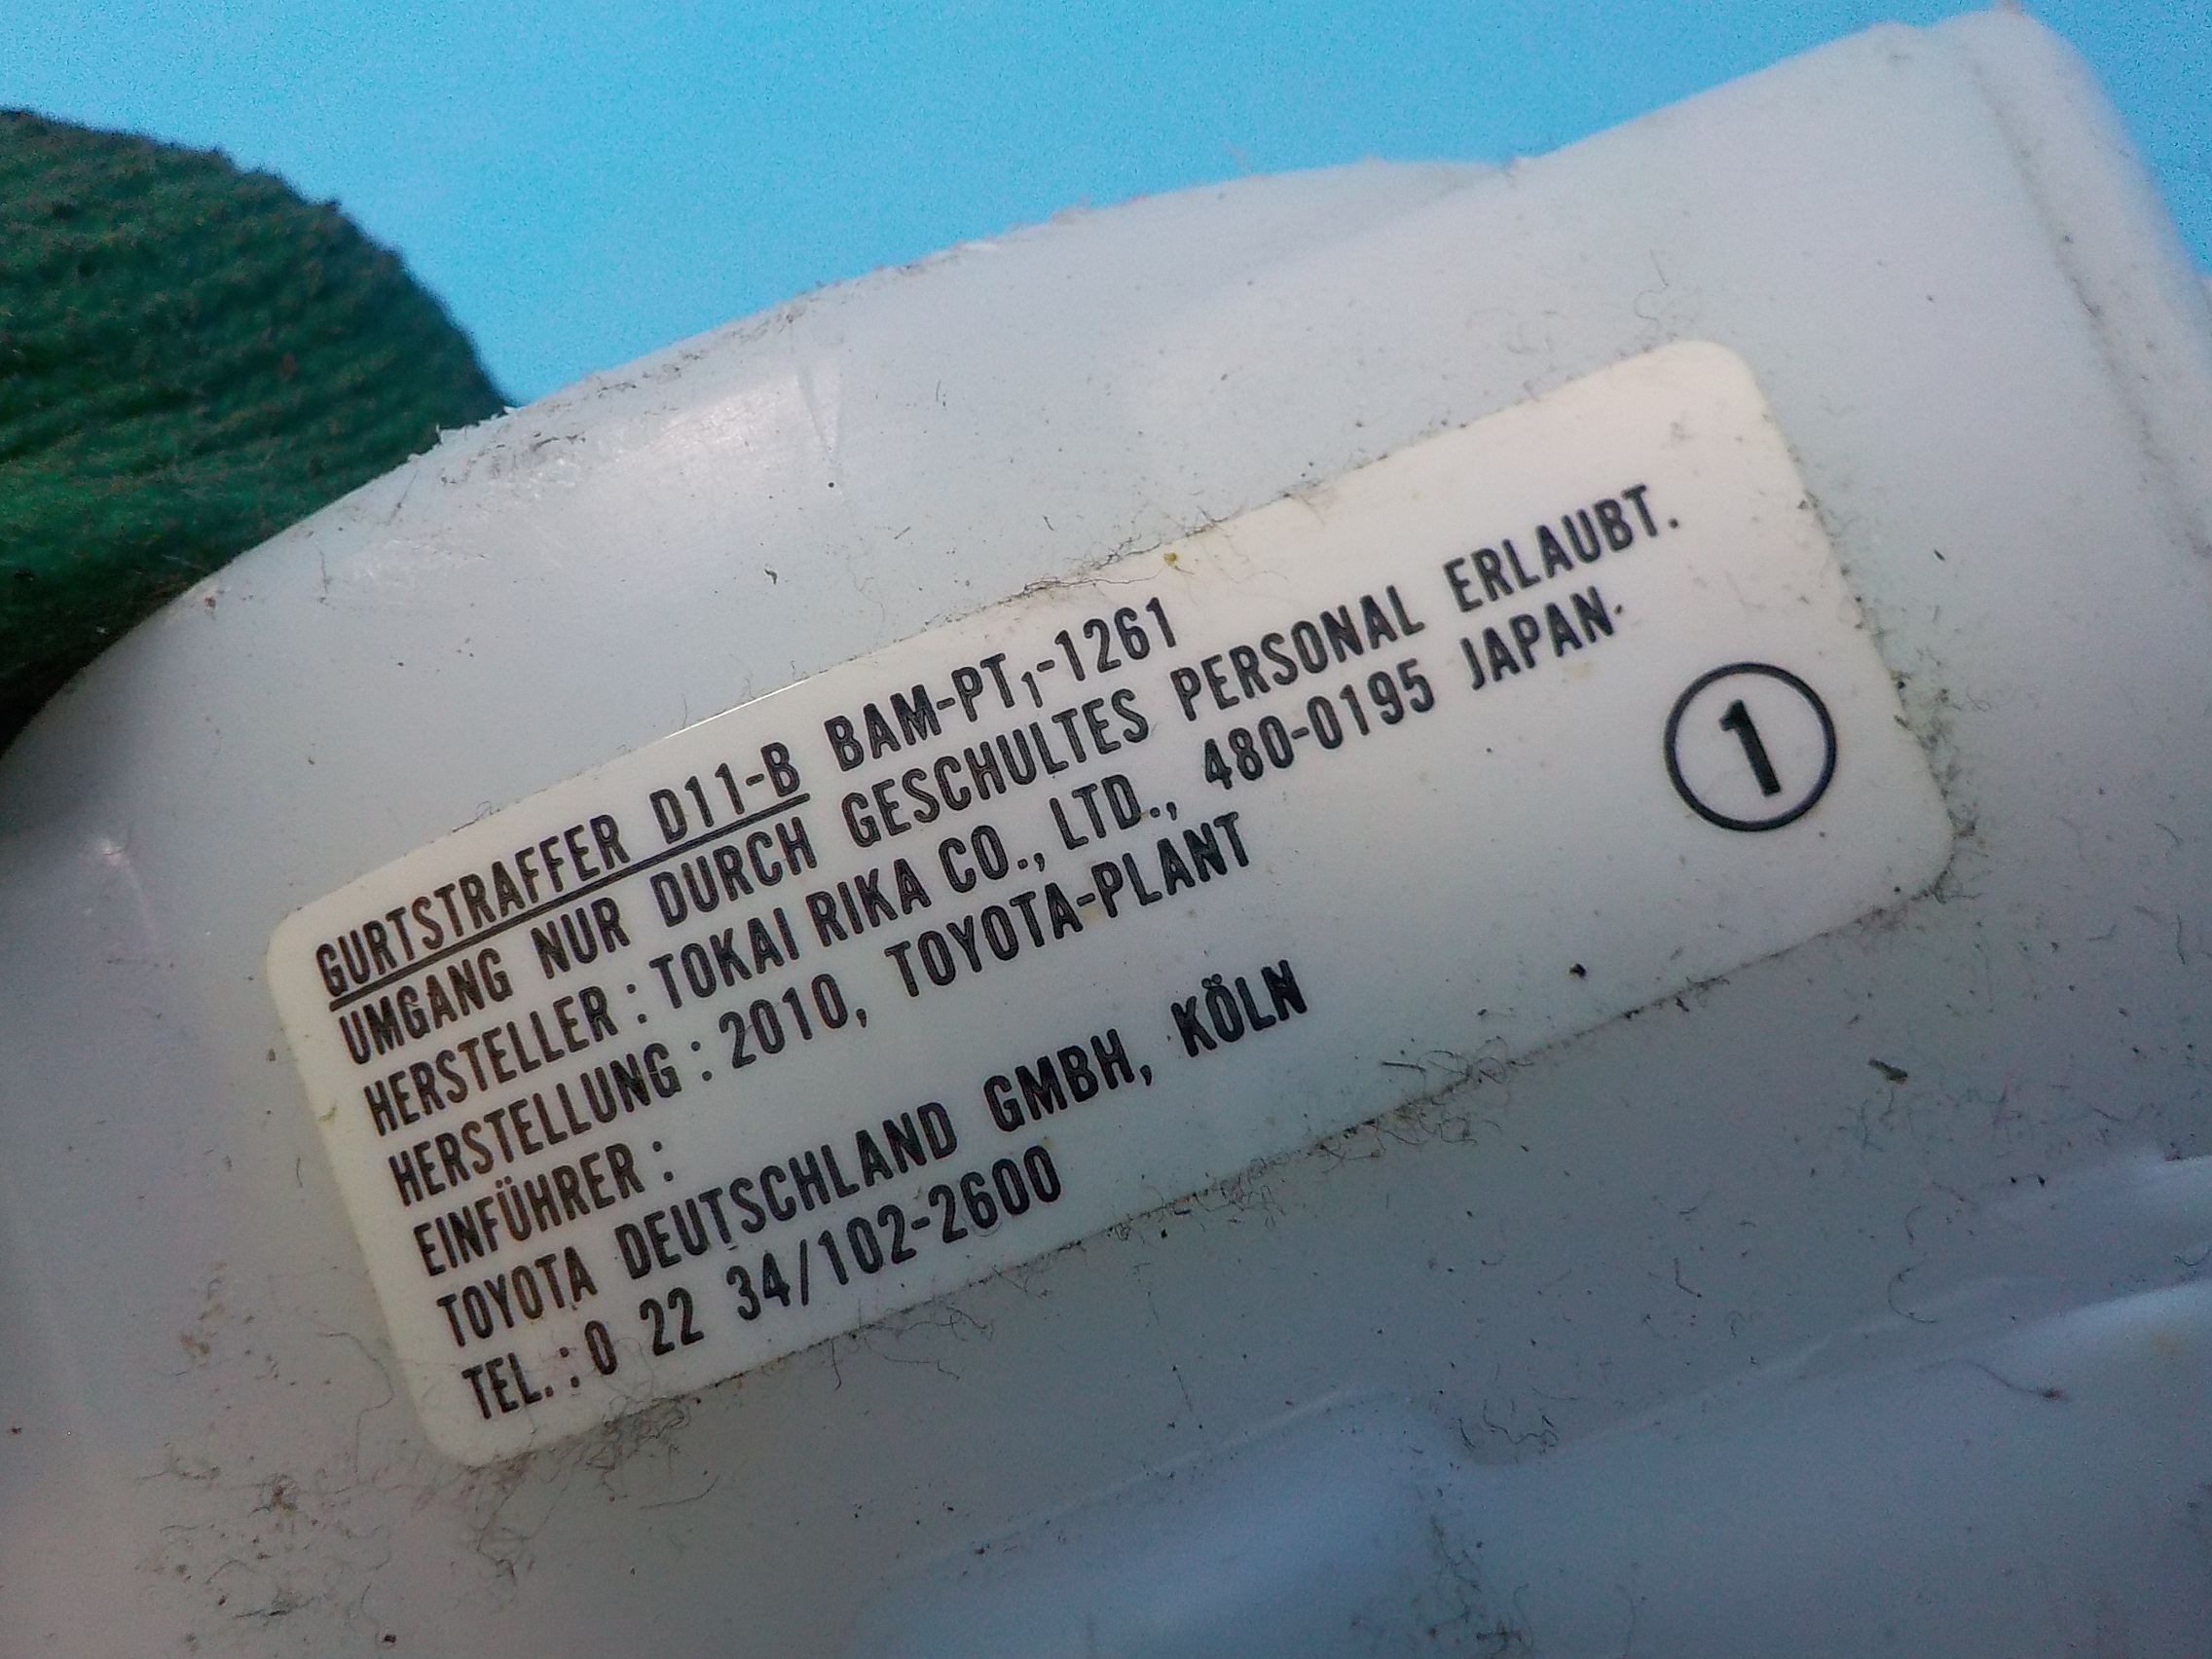 GURTSTRAFFER D11-B BAM-PT₁-1261
UMGANG NUR DURCH GESCHULTES PERSONAL ERLAUBT.
HERSTELLER : TOKAI RIKA CO., LTD., 480-0195 JAPAN.
HERSTELLUNG : 2010, TOYOTA-PLANT
EINFÜHRER :
TOYOTA DEUTSCHLAND GMBH, KÖLN
TEL. : 0 22 34/102-2600
1